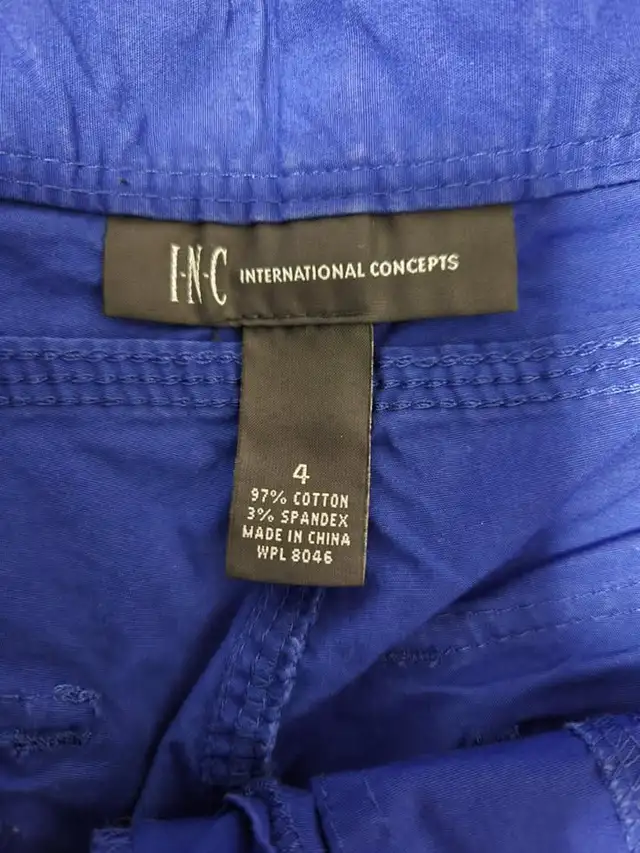 I·N·C INTERNATIONAL CONCEPTS
4
97% COTTON
3% SPANDEX
MADE IN CHINA
WPL 8046